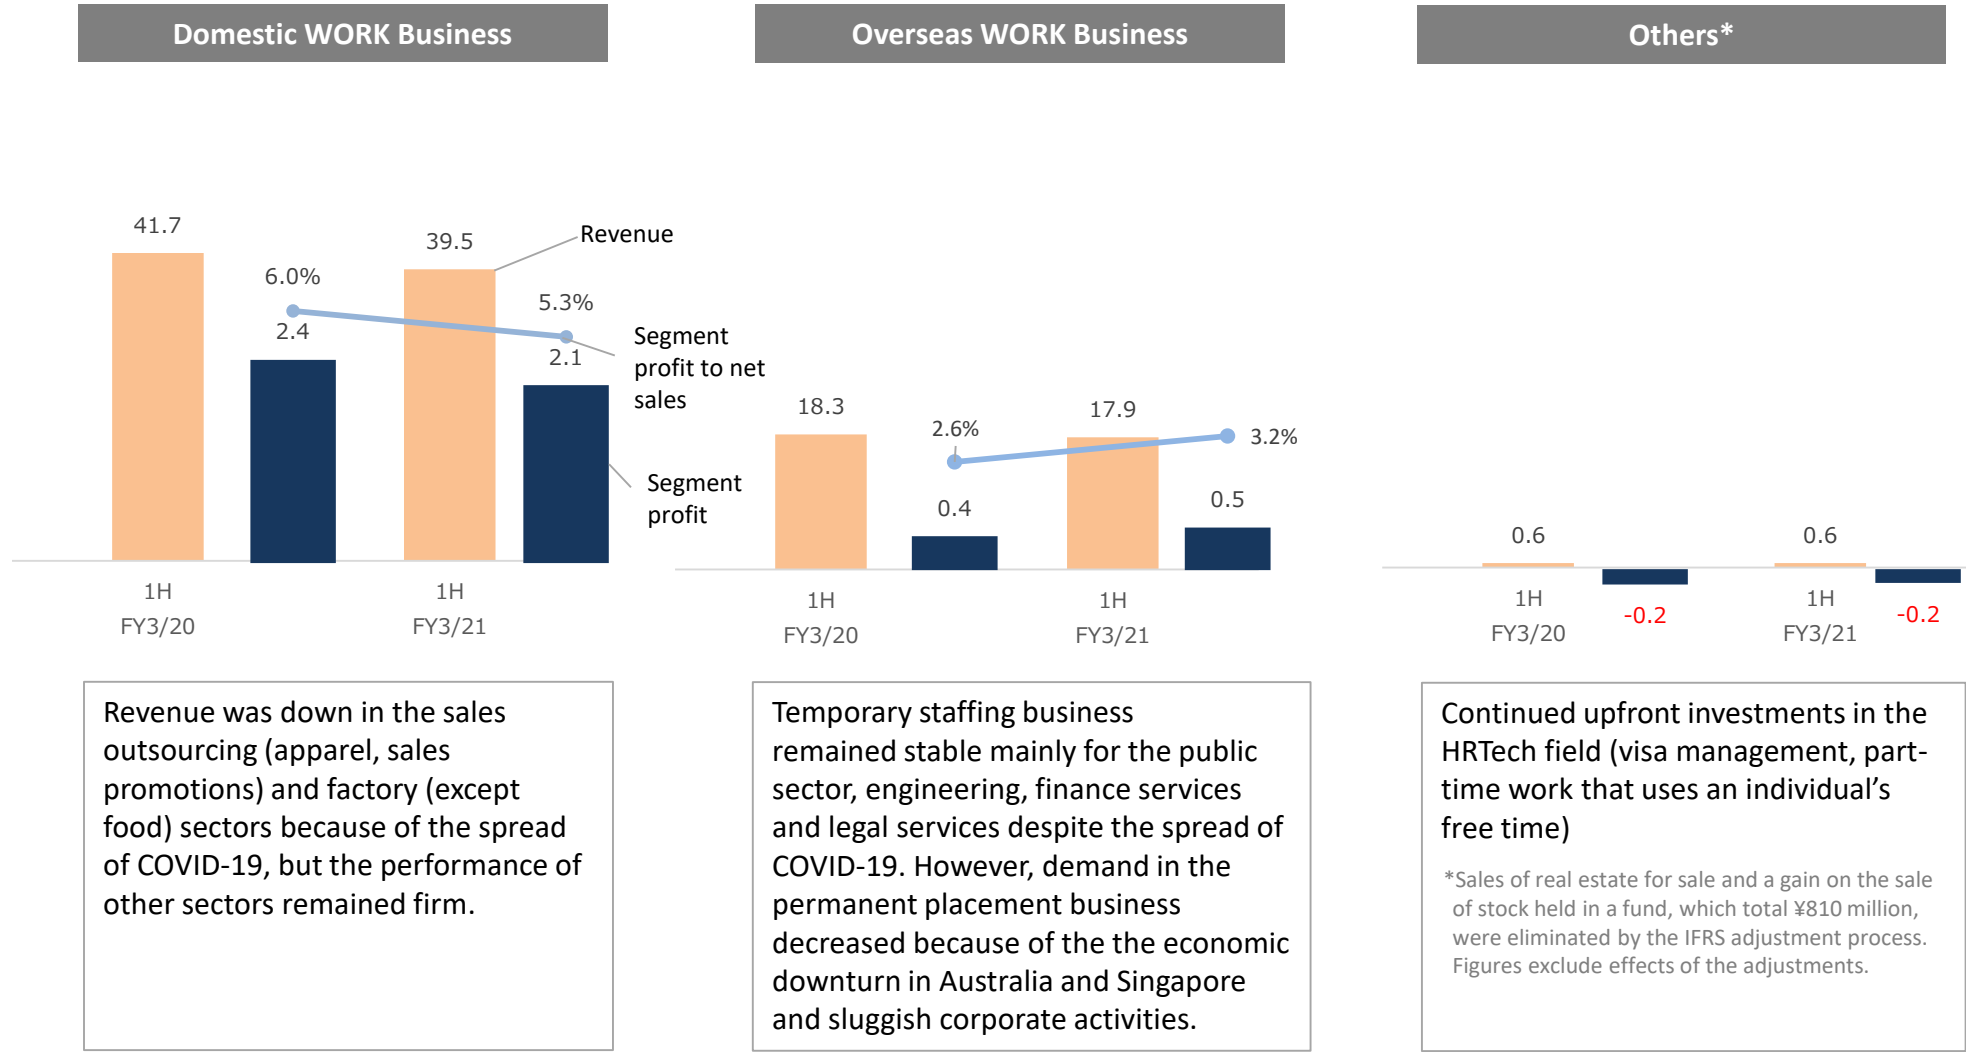 Domestic WORK Business
41.7
39.5
Revenue
6.0%
5.3%
2.4
2.1
Segment
profit to net
sales
Segment
profit
1H
FY3/20
1H
FY3/21
Revenue was down in the sales
outsourcing (apparel, sales
promotions) and factory (except
food) sectors because of the spread
of COVID-19, but the performance of
other sectors remained firm.
Overseas WORK Business
18.3
17.9
2.6%
3.2%
0.4
0.5
1H
FY3/20
1H
FY3/21
Temporary staffing business
remained stable mainly for the public
sector, engineering, finance services
and legal services despite the spread of
COVID-19. However, demand in the
permanent placement business
decreased because of the the economic
downturn in Australia and Singapore
and sluggish corporate activities.
Others*
0.6
0.6
1H
FY3/20
-0.2
1H
FY3/21
-0.2
Continued upfront investments in the
HRTech field (visa management, part-
time work that uses an individual’s
free time)
*Sales of real estate for sale and a gain on the sale
of stock held in a fund, which total ¥810 million,
were eliminated by the IFRS adjustment process.
Figures exclude effects of the adjustments.